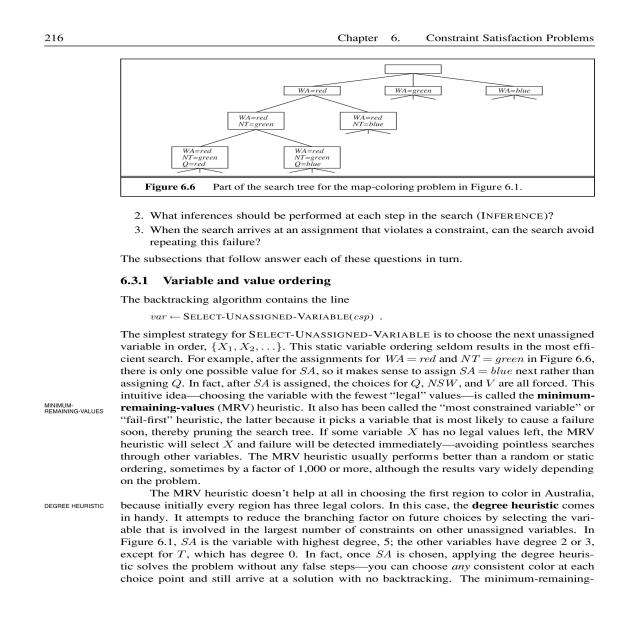 216 Chapter 6. Constraint Satisfaction Problems
WA=red WA=green WA=blue
WA=red WA=red
NT=green NT=blue
WA=red WA=red
NT=green NT=green
Q=red Q=blue
Figure 6.6 Part of the search tree for the map-coloring problem in Figure 6.1.
2. What inferences should be performed at each step in the search (INFERENCE)?
3. When the search arrives at an assignment that violates a constraint, can the search avoid
repeating this failure?
The subsections that follow answer each of these questions in turn.
6.3.1 Variable and value ordering
The backtracking algorithm contains the line
var ← SELECT-UNASSIGNED-VARIABLE(csp) .
The simplest strategy for SELECT-UNASSIGNED-VARIABLE is to choose the next unassigned
variable in order, {X1, X2, . . .}. This static variable ordering seldom results in the most effi-
cient search. For example, after the assignments for WA = red and NT = green in Figure 6.6,
there is only one possible value for SA, so it makes sense to assign SA = blue next rather than
assigning Q. In fact, after SA is assigned, the choices for Q, NSW, and V are all forced. This
intuitive idea—choosing the variable with the fewest “legal” values—is called the minimum-
MINIMUM-
REMAINING-VALUES
remaining-values (MRV) heuristic. It also has been called the “most constrained variable” or
“fail-first” heuristic, the latter because it picks a variable that is most likely to cause a failure
soon, thereby pruning the search tree. If some variable X has no legal values left, the MRV
heuristic will select X and failure will be detected immediately—avoiding pointless searches
through other variables. The MRV heuristic usually performs better than a random or static
ordering, sometimes by a factor of 1,000 or more, although the results vary widely depending
on the problem.
The MRV heuristic doesn’t help at all in choosing the first region to color in Australia,
DEGREE HEURISTIC
because initially every region has three legal colors. In this case, the degree heuristic comes
in handy. It attempts to reduce the branching factor on future choices by selecting the vari-
able that is involved in the largest number of constraints on other unassigned variables. In
Figure 6.1, SA is the variable with highest degree, 5; the other variables have degree 2 or 3,
except for T, which has degree 0. In fact, once SA is chosen, applying the degree heuris-
tic solves the problem without any false steps—you can choose any consistent color at each
choice point and still arrive at a solution with no backtracking. The minimum-remaining-